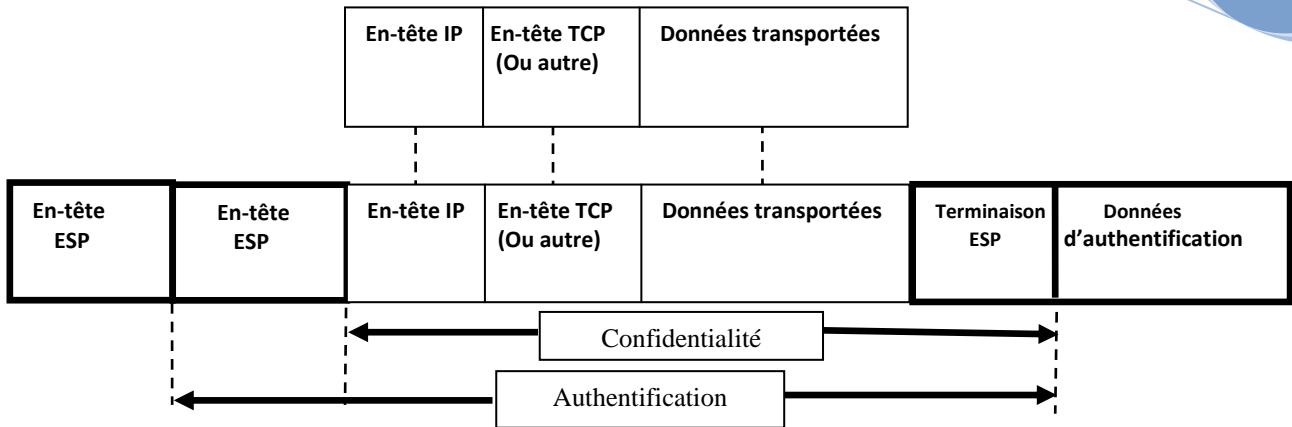 En-tête IP
En-tête TCP
(Ou autre)
Données transportées
En-tête
ESP
En-tête
ESP
En-tête IP
En-tête TCP
(Ou autre)
Données transportées
Terminaison
ESP
Données
d'authentification
Confidentialité
Authentification